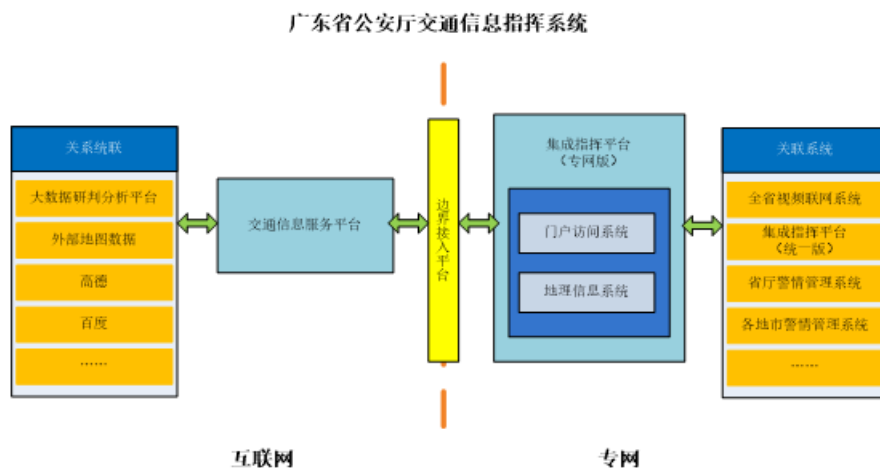 广东省公安厅交通信息指挥系统
关系统联
大数据研判分析平台
外部地图数据
高德
百度
……
交通信息服务平台
边界接入平台
集成指挥平台
（专网版）
门户访问系统
地理信息系统
关联系统
全省视频联网系统
集成指挥平台
（统一版）
省厅警情管理系统
各地市警情管理系统
……
互联网
专网